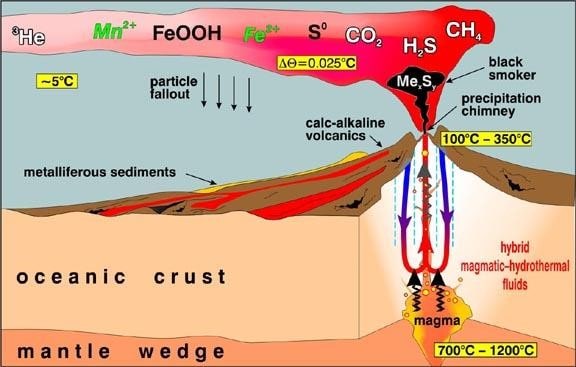 ³He
Mn²⁺
FeOOH
Fe²⁺
S⁰
CO₂
H₂S
CH₄
ΔΘ=0.025°C
~5°C
particle
fallout
MeₓSᵧ
black
smoker
precipitation
chimney
calc-alkaline
volcanics
100°C – 350°C
metalliferous sediments
hybrid
magmatic-hydrothermal
fluids
oceanic crust
magma
mantle wedge
700°C – 1200°C